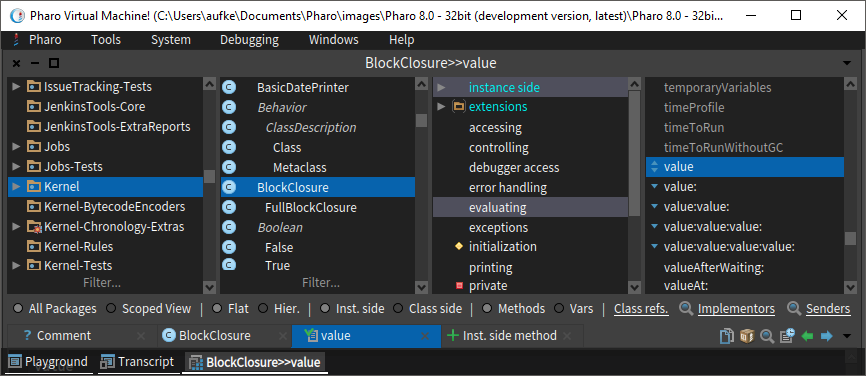 Pharo Virtual Machine! (C:\Users\aufke\Documents\Pharo\images\Pharo 8.0 - 32bit (development version, latest)\Pharo 8.0 - 32bi...
Pharo Tools System Debugging Windows Help
BlockClosure>>value
IssueTracking-Tests
JenkinsTools-Core
JenkinsTools-ExtraReports
Jobs
Jobs-Tests
Kernel
Kernel-BytecodeEncoders
Kernel-Chronology-Extras
Kernel-Rules
Kernel-Tests
Filter...
BasicDatePrinter
Behavior
ClassDescription
Class
Metaclass
BlockClosure
FullBlockClosure
Boolean
False
True
Filter...
instance side
extensions
accessing
controlling
debugger access
error handling
evaluating
exceptions
initialization
printing
private
temporaryVariables
timeProfile
timeToRun
timeToRunWithoutGC
value
value:
value:value:
value:value:value:
value:value:value:value:
valueAfterWaiting:
valueAt:
All Packages Scoped View | Flat Hier. | Inst. side Class side | Methods Vars | Class refs. Implementors Senders
? Comment BlockClosure value Inst. side method
Playground Transcript BlockClosure>>value